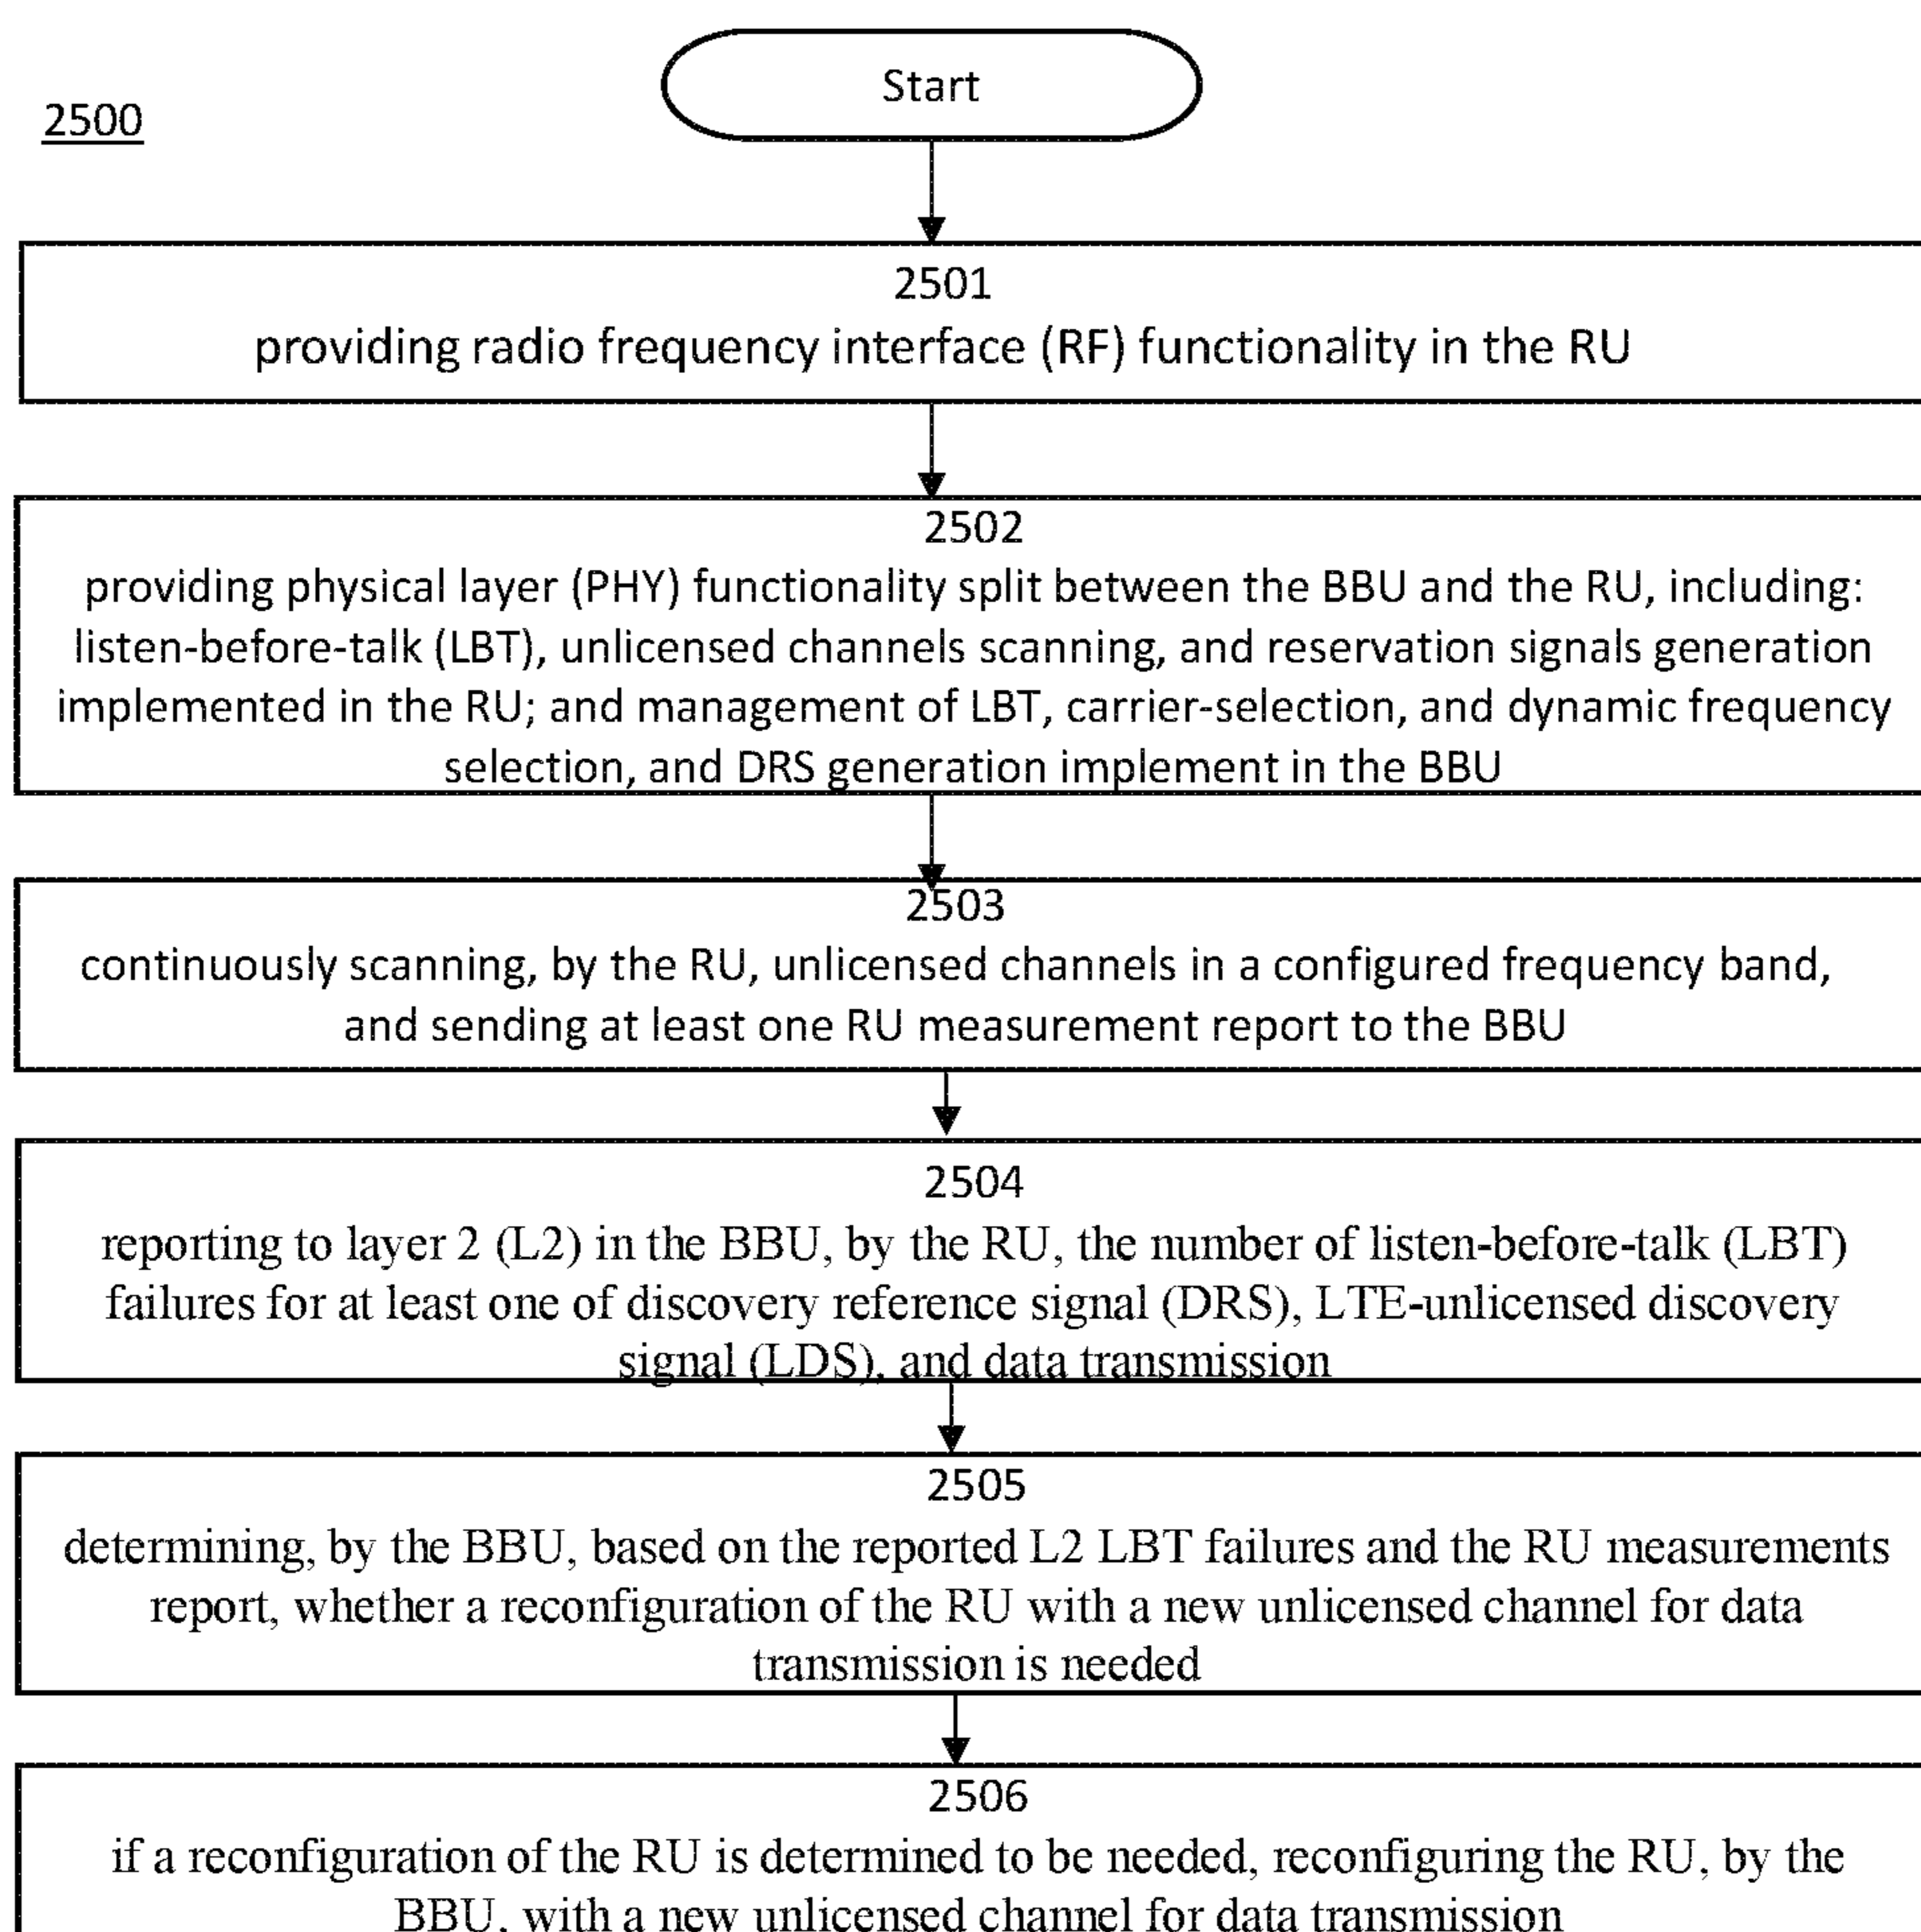 Start
2500
2501
providing radio frequency interface (RF) functionality in the RU
2502
providing physical layer (PHY) functionality split between the BBU and the RU, including:
listen-before-talk (LBT), unlicensed channels scanning, and reservation signals generation
implemented in the RU; and management of LBT, carrier-selection, and dynamic frequency
selection, and DRS generation implement in the BBU
2503
continuously scanning, by the RU, unlicensed channels in a configured frequency band,
and sending at least one RU measurement report to the BBU
2504
reporting to layer 2 (L2) in the BBU, by the RU, the number of listen-before-talk (LBT)
failures for at least one of discovery reference signal (DRS), LTE-unlicensed discovery
signal (LDS), and data transmission
2505
determining, by the BBU, based on the reported L2 LBT failures and the RU measurements
report, whether a reconfiguration of the RU with a new unlicensed channel for data
transmission is needed
2506
if a reconfiguration of the RU is determined to be needed, reconfiguring the RU, by the
BBU, with a new unlicensed channel for data transmission